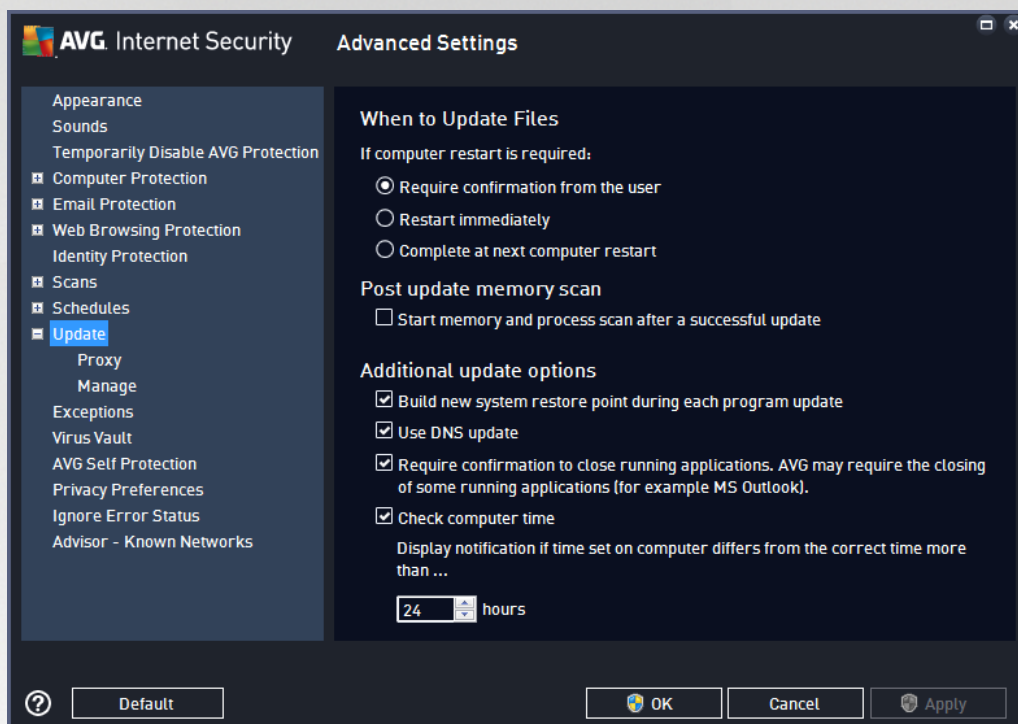 AVG. Internet Security
Advanced Settings
Appearance
Sounds
Temporarily Disable AVG Protection
Computer Protection
Email Protection
Web Browsing Protection
Identity Protection
Scans
Schedules
Update
Proxy
Manage
Exceptions
Virus Vault
AVG Self Protection
Privacy Preferences
Ignore Error Status
Advisor - Known Networks
When to Update Files
If computer restart is required:
Require confirmation from the user
Restart immediately
Complete at next computer restart
Post update memory scan
Start memory and process scan after a successful update
Additional update options
Build new system restore point during each program update
Use DNS update
Require confirmation to close running applications. AVG may require the closing
of some running applications (for example MS Outlook).
Check computer time
Display notification if time set on computer differs from the correct time more
than ...
24 hours
? Default
OK
Cancel
Apply